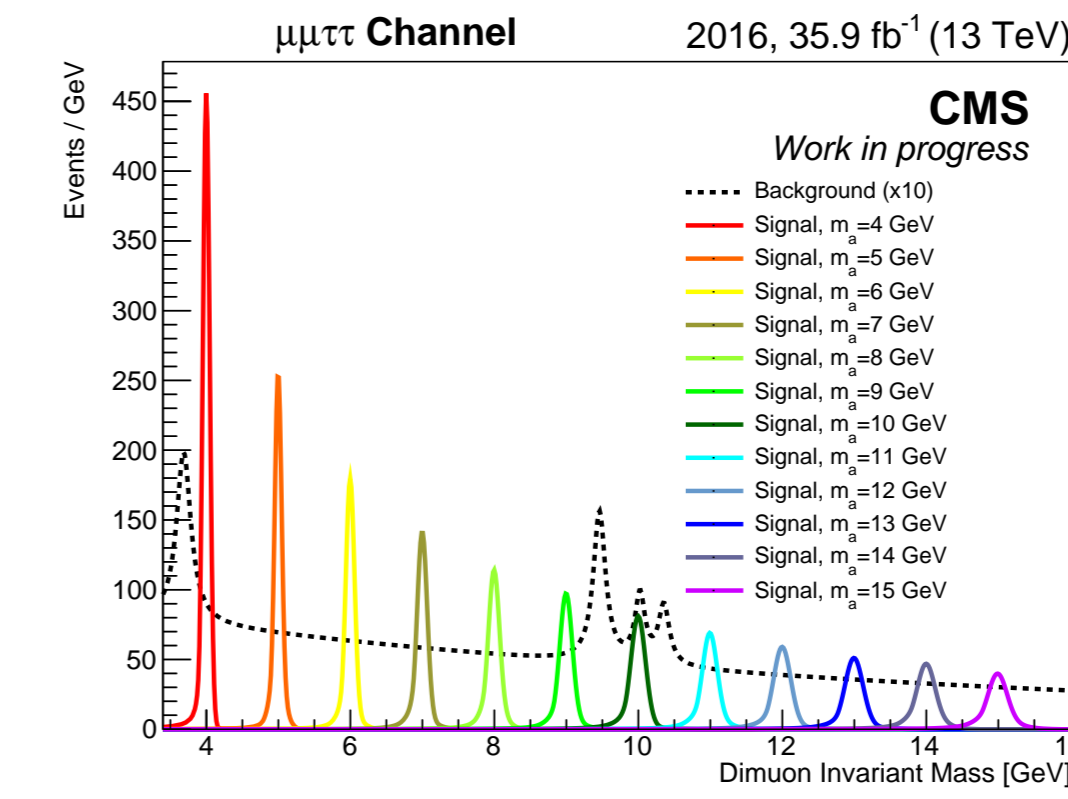 μμττ Channel
2016, 35.9 fb-1 (13 TeV)
Events / GeV
450
400
350
300
250
200
150
100
50
0
CMS
Work in progress
Background (x10)
Signal, ma=4 GeV
Signal, ma=5 GeV
Signal, ma=6 GeV
Signal, ma=7 GeV
Signal, ma=8 GeV
Signal, ma=9 GeV
Signal, ma=10 GeV
Signal, ma=11 GeV
Signal, ma=12 GeV
Signal, ma=13 GeV
Signal, ma=14 GeV
Signal, ma=15 GeV
4 6 8 10 12 14
Dimuon Invariant Mass [GeV]